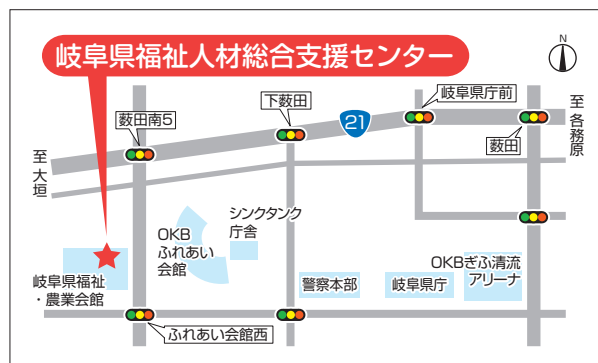 岐阜県福祉人材総合支援センター
N
岐阜県庁前
下薮田
21
薮田南5
薮田
至各務原
至大垣
シンクタンク
庁舎
OKB
ふれあい
会館
岐阜県福祉
・農業会館
警察本部
岐阜県庁
OKBぎふ清流
アリーナ
ふれあい会館西